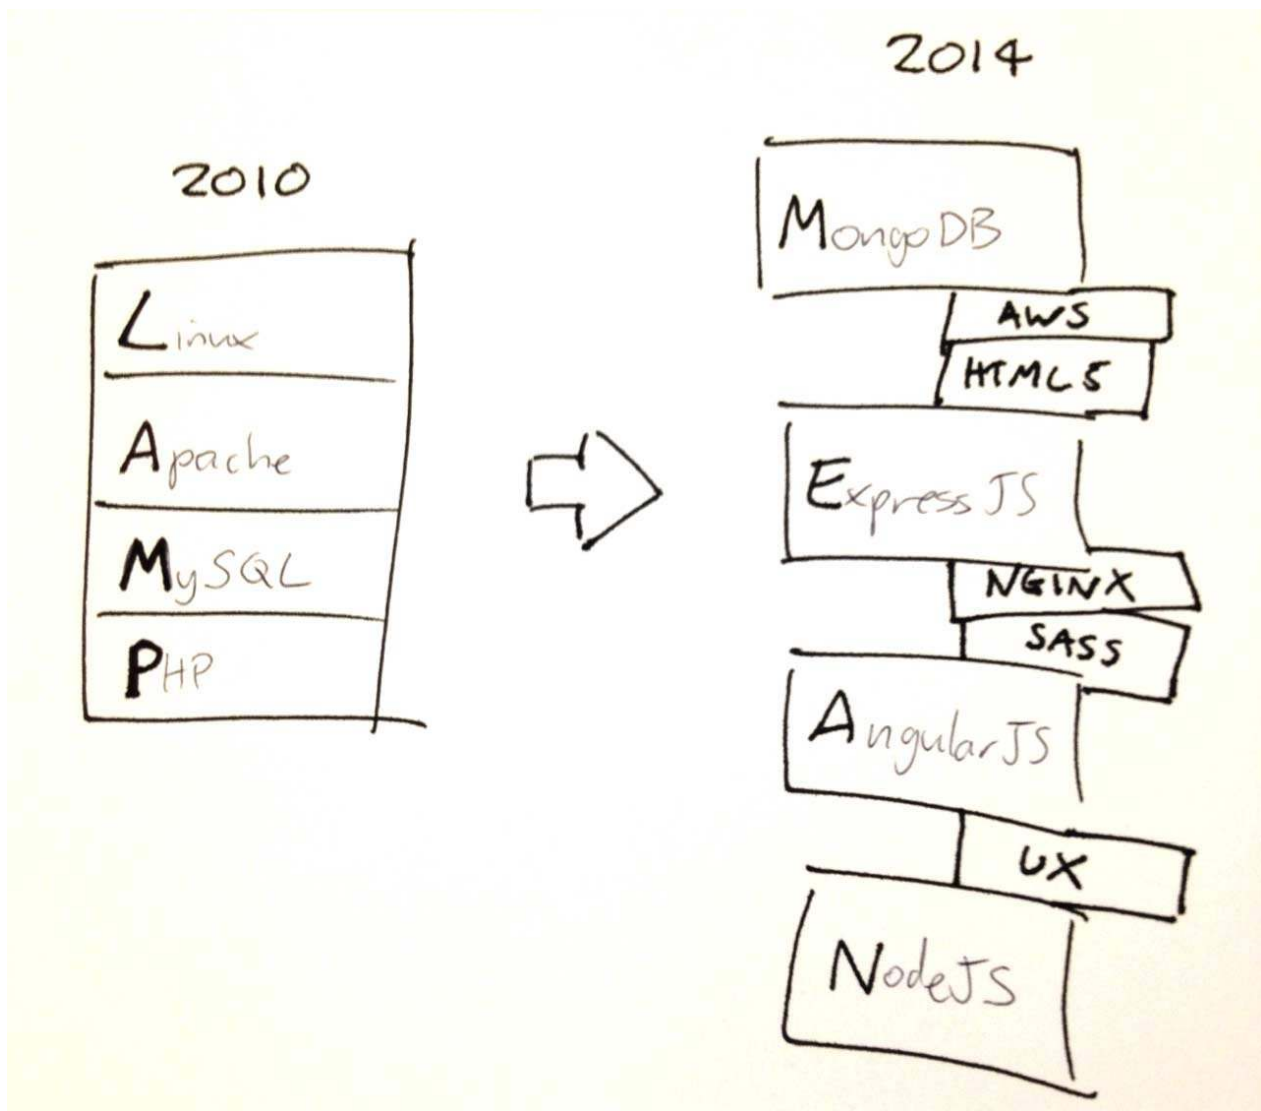 2010
Linux
Apache
MySQL
PHP
2014
MongoDB
AWS
HTML5
ExpressJS
NGINX
SASS
AngularJS
UX
NodeJS